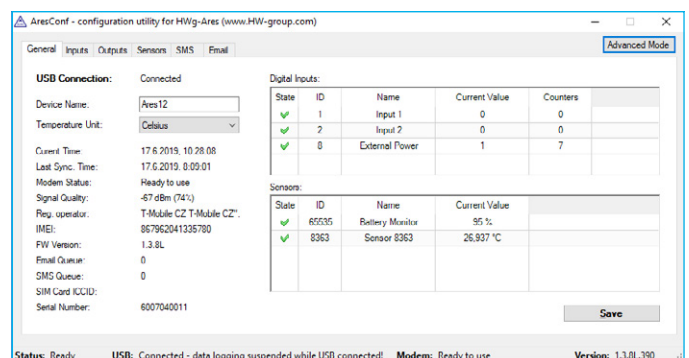 AresConf - configuration utility for HWg-Ares (www.HW-group.com)
General Inputs Outputs Sensors SMS Email
Advanced Mode
USB Connection: Connected
Device Name: Ares12
Temperature Unit: Celsius
Curent Time: 17.6.2019, 10:28:08
Last Sync. Time: 17.6.2019, 8:09:01
Modem Status: Ready to use
Signal Quality: -67 dBm (74%)
Reg. operator: T-Mobile CZ T-Mobile CZ".
IMEI: 867962041335780
FW Version: 1.3.8L
Email Queue: 0
SMS Queue: 0
SIM Card ICCID:
Serial Number: 6007040011
Digital Inputs:
State ID Name Current Value Counters
1 Input 1 0 0
2 Input 2 0 0
8 External Power 1 7
Sensors:
State ID Name Current Value
65535 Battery Monitor 95 %
8363 Sensor 8363 26,937 °C
Save
Status: Ready USB: Connected - data logging suspended while USB connected! Modem: Ready to use Version: 1.3.8L-390